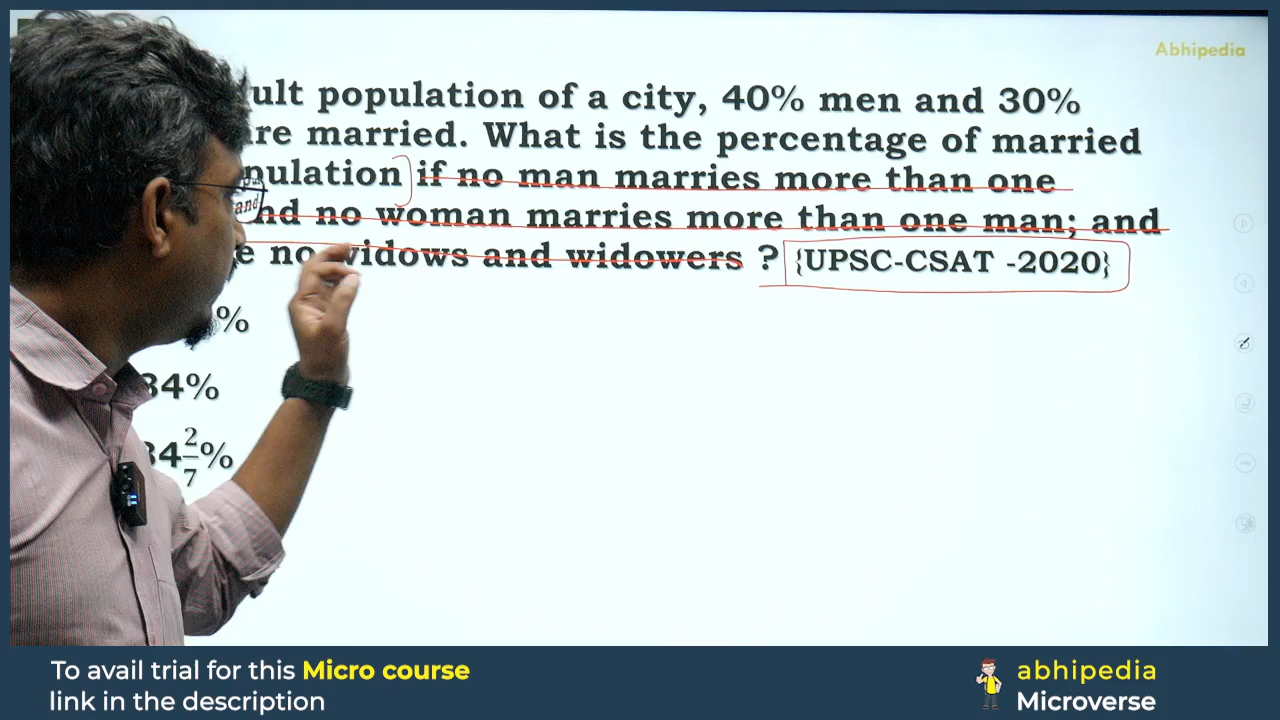 Abhipedia
ult population of a city, 40% men and 30%
re married. What is the percentage of married
pulation if no man marries more than one
nd no woman marries more than one man; and
e no widows and widowers ? {UPSC-CSAT -2020}
%
34%
34 2/7 %
To avail trial for this Micro course
link in the description
abhipedia
Microverse